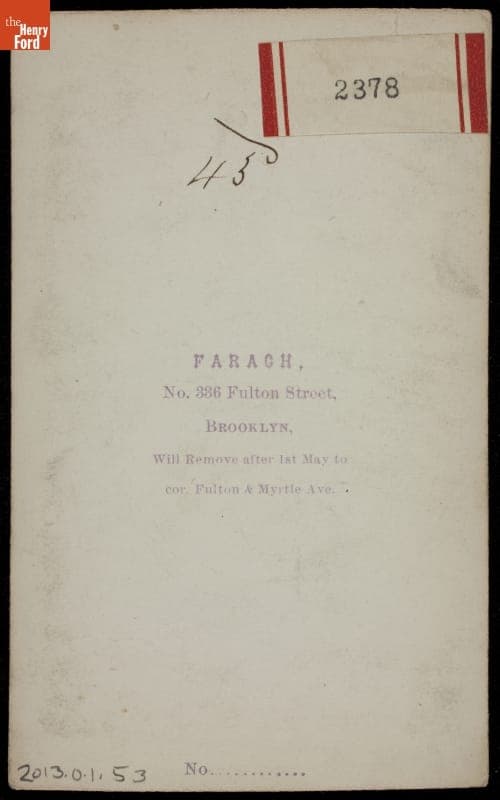 the
Henry
Ford
2378
45
FARACH,
No. 336 Fulton Street,
BROOKLYN,
Will Remove after 1st May to
cor. Fulton & Myrtle Ave.
2013.0.1.53
No............